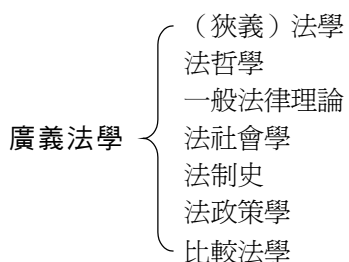 廣義法學
（狹義）法學
法哲學
一般法律理論
法社會學
法制史
法政策學
比較法學